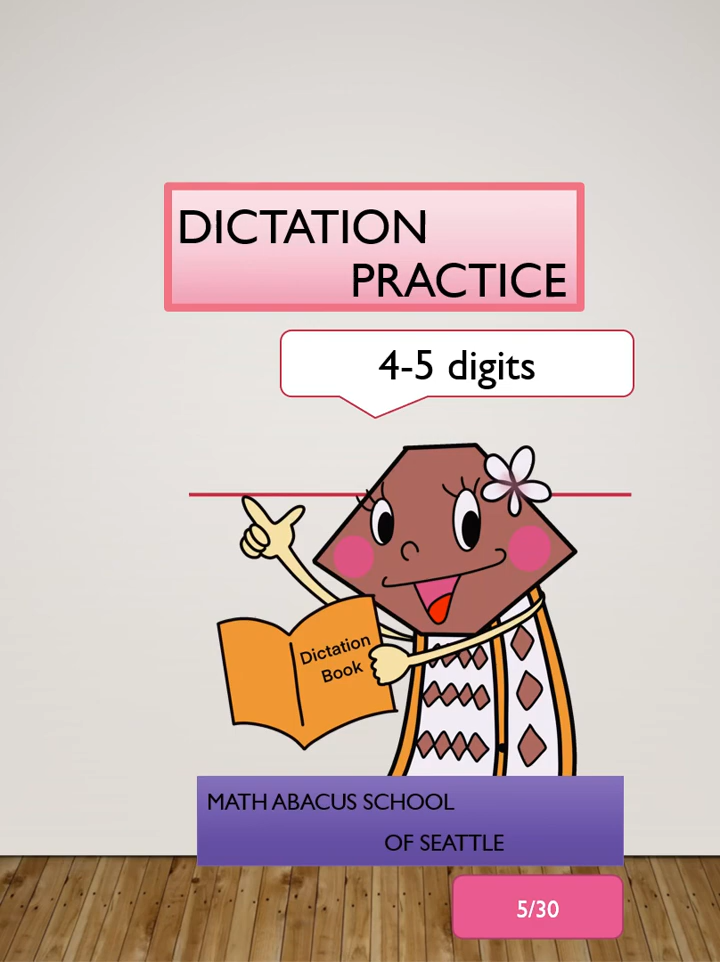 DICTATION
PRACTICE
4-5 digits
Dictation
Book
MATH ABACUS SCHOOL
OF SEATTLE
5/30